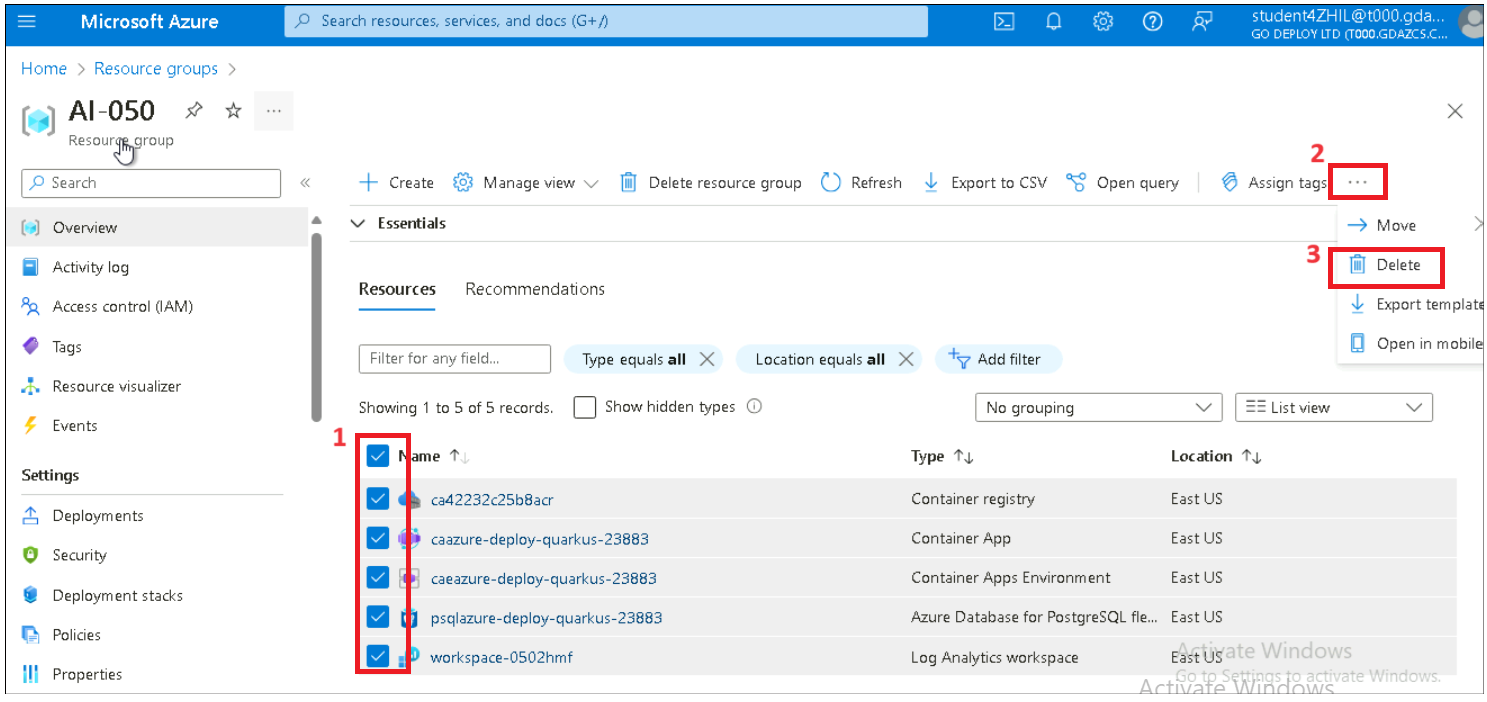 Microsoft Azure
Search resources, services, and docs (G+/)
student4ZHIL@t000.gda...
GO DEPLOY LTD (T000.GDAZCS.C...
Home > Resource groups >
AI-050
Resource group
Search
«
+ Create
Manage view
Delete resource group
Refresh
Export to CSV
Open query
Assign tags
...
2
Move
3
Delete
Export template
Open in mobile
Overview
Activity log
Access control (IAM)
Tags
Resource visualizer
Events
Settings
Deployments
Security
Deployment stacks
Policies
Properties
Essentials
Resources
Recommendations
Filter for any field...
Type equals all
Location equals all
Add filter
Showing 1 to 5 of 5 records.
Show hidden types
No grouping
List view
1
Name Type Location
ca42232c25b8acr Container registry East US
caazure-deploy-quarkus-23883 Container App East US
caeazure-deploy-quarkus-23883 Container Apps Environment East US
psqlazure-deploy-quarkus-23883 Azure Database for PostgreSQL fle... East US
workspace-0502hmf Log Analytics workspace East US
Activate Windows
Go to Settings to activate Windows.
Activate Windows